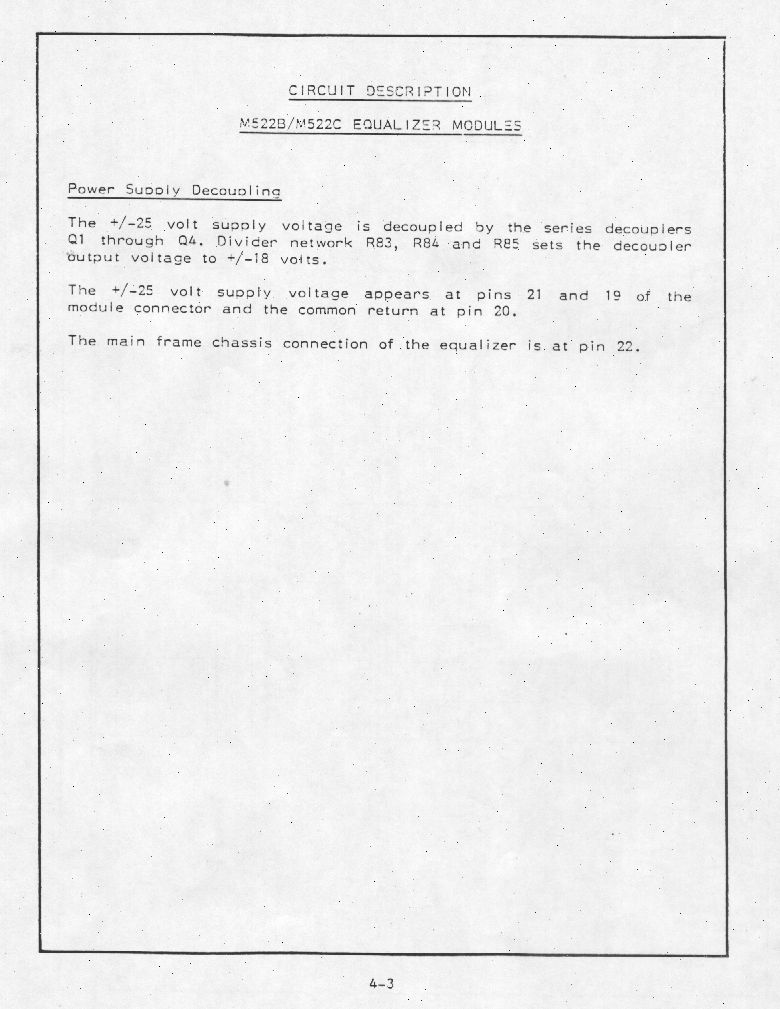 CIRCUIT DESCRIPTION
M522B/M522C EQUALIZER MODULES
Power Supply Decoupling
The +/-25 volt supply voltage is decoupled by the series decouplers
Q1 through Q4. Divider network R83, R84 and R85 sets the decoupler
output voltage to +/-18 volts.
The +/-25 volt supply voltage appears at pins 21 and 19 of the
module connector and the common return at pin 20.
The main frame chassis connection of the equalizer is at pin 22.
4-3